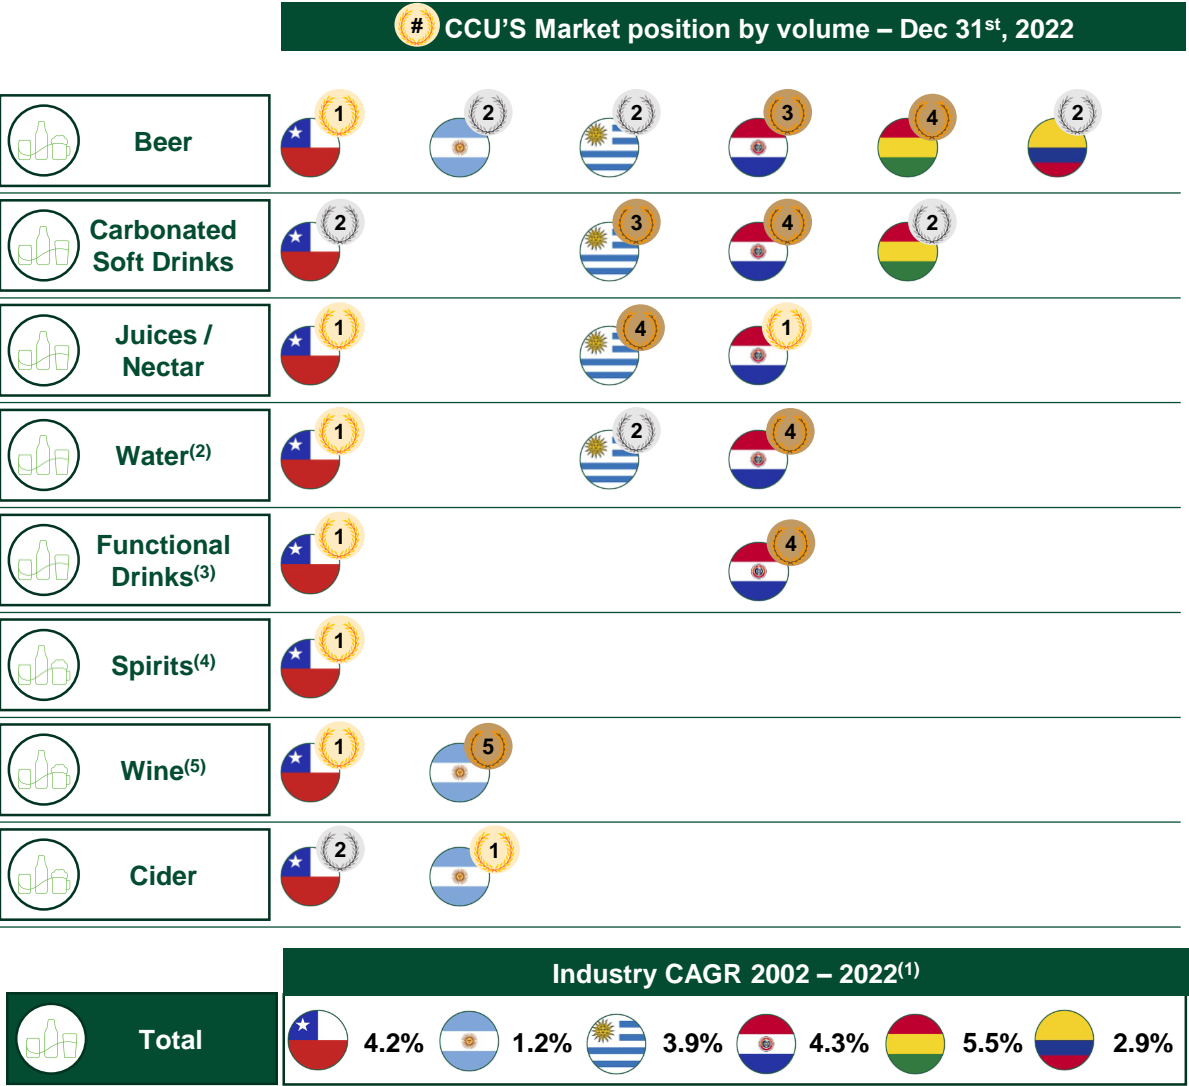 # CCU'S Market position by volume – Dec 31st, 2022
Beer
1 2 2 3 4 2
Carbonated
Soft Drinks
2 3 4 2
Juices /
Nectar
1 4 1
Water(2)
1 2 4
Functional
Drinks(3)
1 4
Spirits(4)
1
Wine(5)
1 5
Cider
2 1
Industry CAGR 2002 – 2022(1)
Total
4.2% 1.2% 3.9% 4.3% 5.5% 2.9%